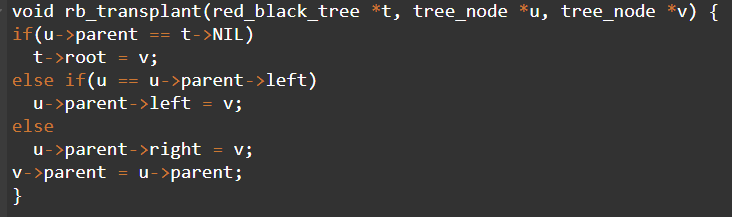 void rb_transplant(red_black_tree *t, tree_node *u, tree_node *v) {
if(u->parent == t->NIL)
  t->root = v;
else if(u == u->parent->left)
  u->parent->left = v;
else
  u->parent->right = v;
v->parent = u->parent;
}